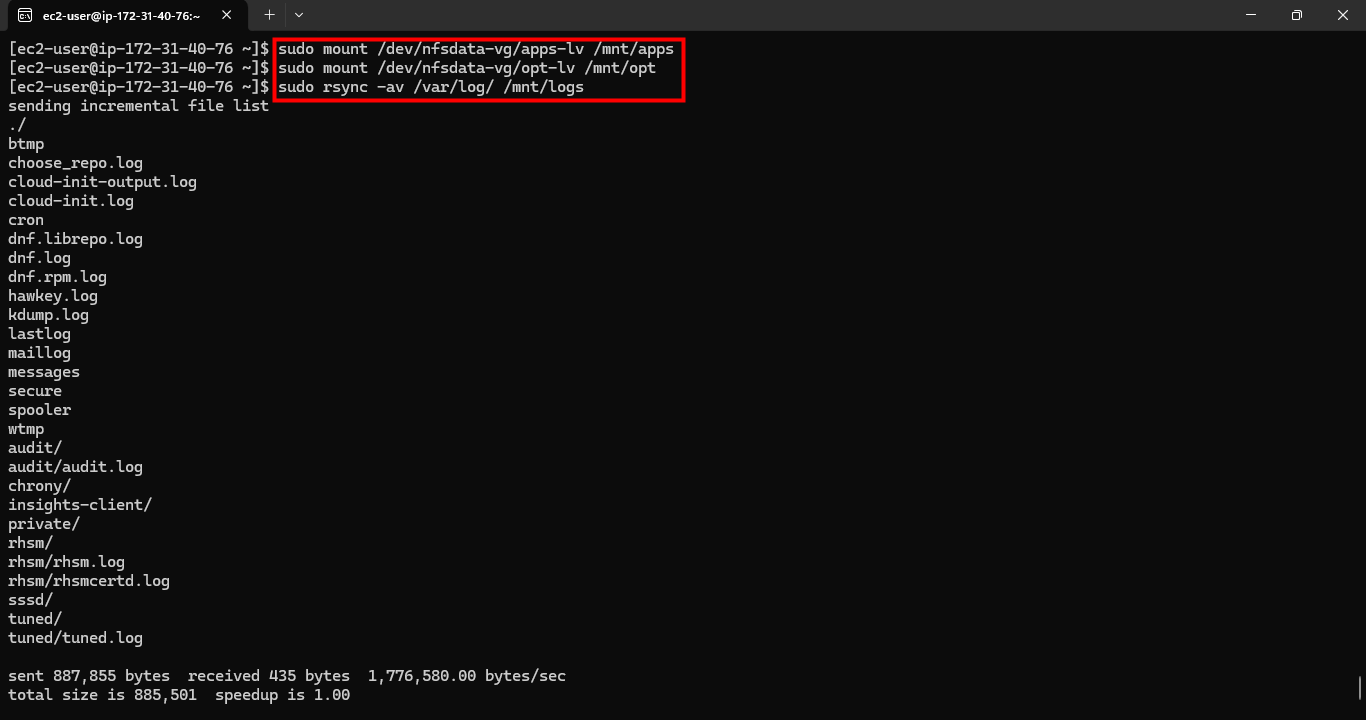 ec2-user@ip-172-31-40-76:~
[ec2-user@ip-172-31-40-76 ~]$ sudo mount /dev/nfsdata-vg/apps-lv /mnt/apps
[ec2-user@ip-172-31-40-76 ~]$ sudo mount /dev/nfsdata-vg/opt-lv /mnt/opt
[ec2-user@ip-172-31-40-76 ~]$ sudo rsync -av /var/log/ /mnt/logs
sending incremental file list
./
btmp
choose_repo.log
cloud-init-output.log
cloud-init.log
cron
dnf.librepo.log
dnf.log
dnf.rpm.log
hawkey.log
kdump.log
lastlog
maillog
messages
secure
spooler
wtmp
audit/
audit/audit.log
chrony/
insights-client/
private/
rhsm/
rhsm/rhsm.log
rhsm/rhsmcertd.log
sssd/
tuned/
tuned/tuned.log
sent 887,855 bytes  received 435 bytes  1,776,580.00 bytes/sec
total size is 885,501  speedup is 1.00